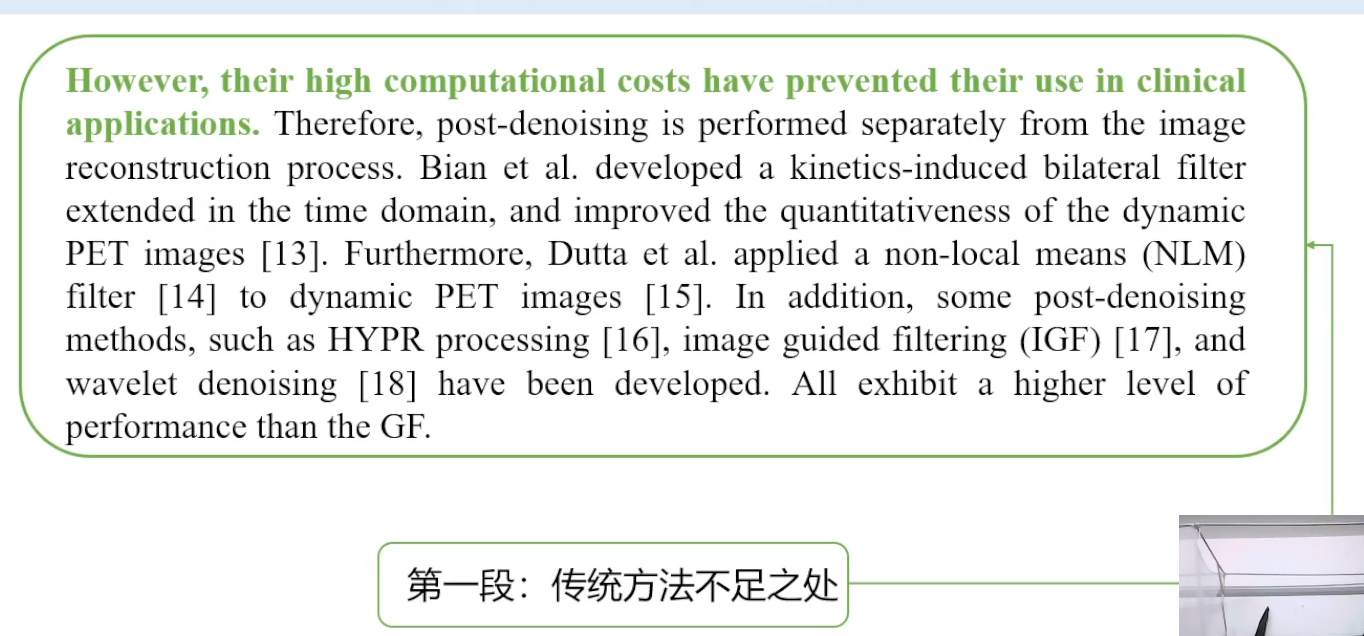 However, their high computational costs have prevented their use in clinical
applications. Therefore, post-denoising is performed separately from the image
reconstruction process. Bian et al. developed a kinetics-induced bilateral filter
extended in the time domain, and improved the quantitativeness of the dynamic
PET images [13]. Furthermore, Dutta et al. applied a non-local means (NLM)
filter [14] to dynamic PET images [15]. In addition, some post-denoising
methods, such as HYPR processing [16], image guided filtering (IGF) [17], and
wavelet denoising [18] have been developed. All exhibit a higher level of
performance than the GF.
第一段：传统方法不足之处